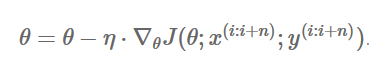 θ = θ − η · ∇_θ J(θ; x^{(i:i+n)}; y^{(i:i+n)}).